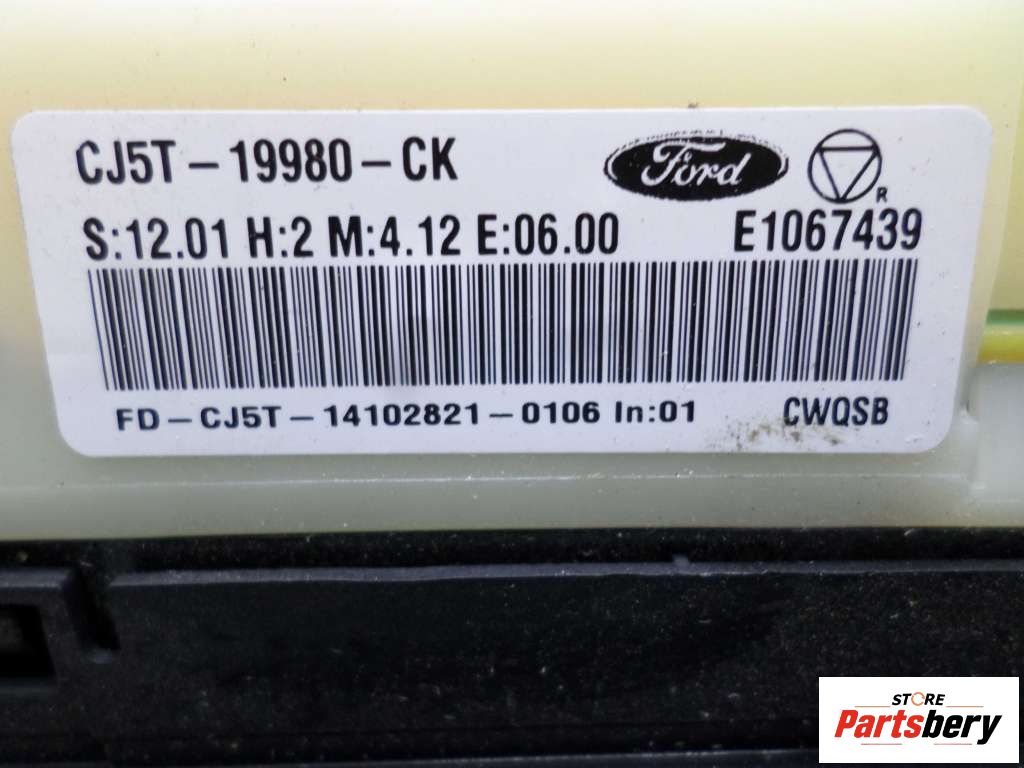 CJ5T-19980-CK
Ford
R
S:12.01 H:2 M:4.12 E:06.00
E1067439
FD-CJ5T-14102821-0106 In:01
CWQSB
STORE
Partsbery